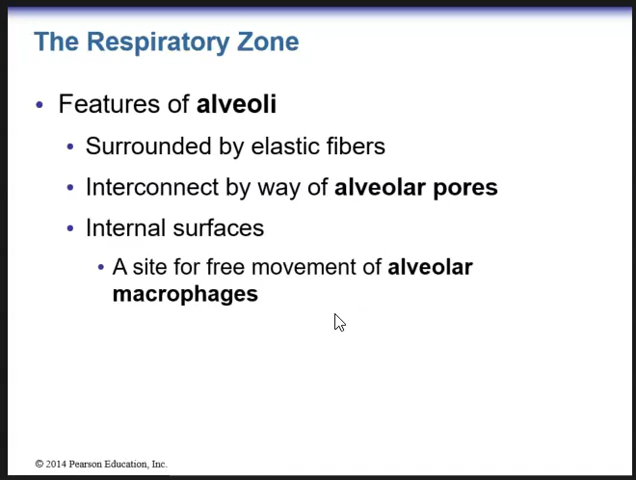 The Respiratory Zone
• Features of alveoli
• Surrounded by elastic fibers
• Interconnect by way of alveolar pores
• Internal surfaces
• A site for free movement of alveolar
macrophages
© 2014 Pearson Education, Inc.